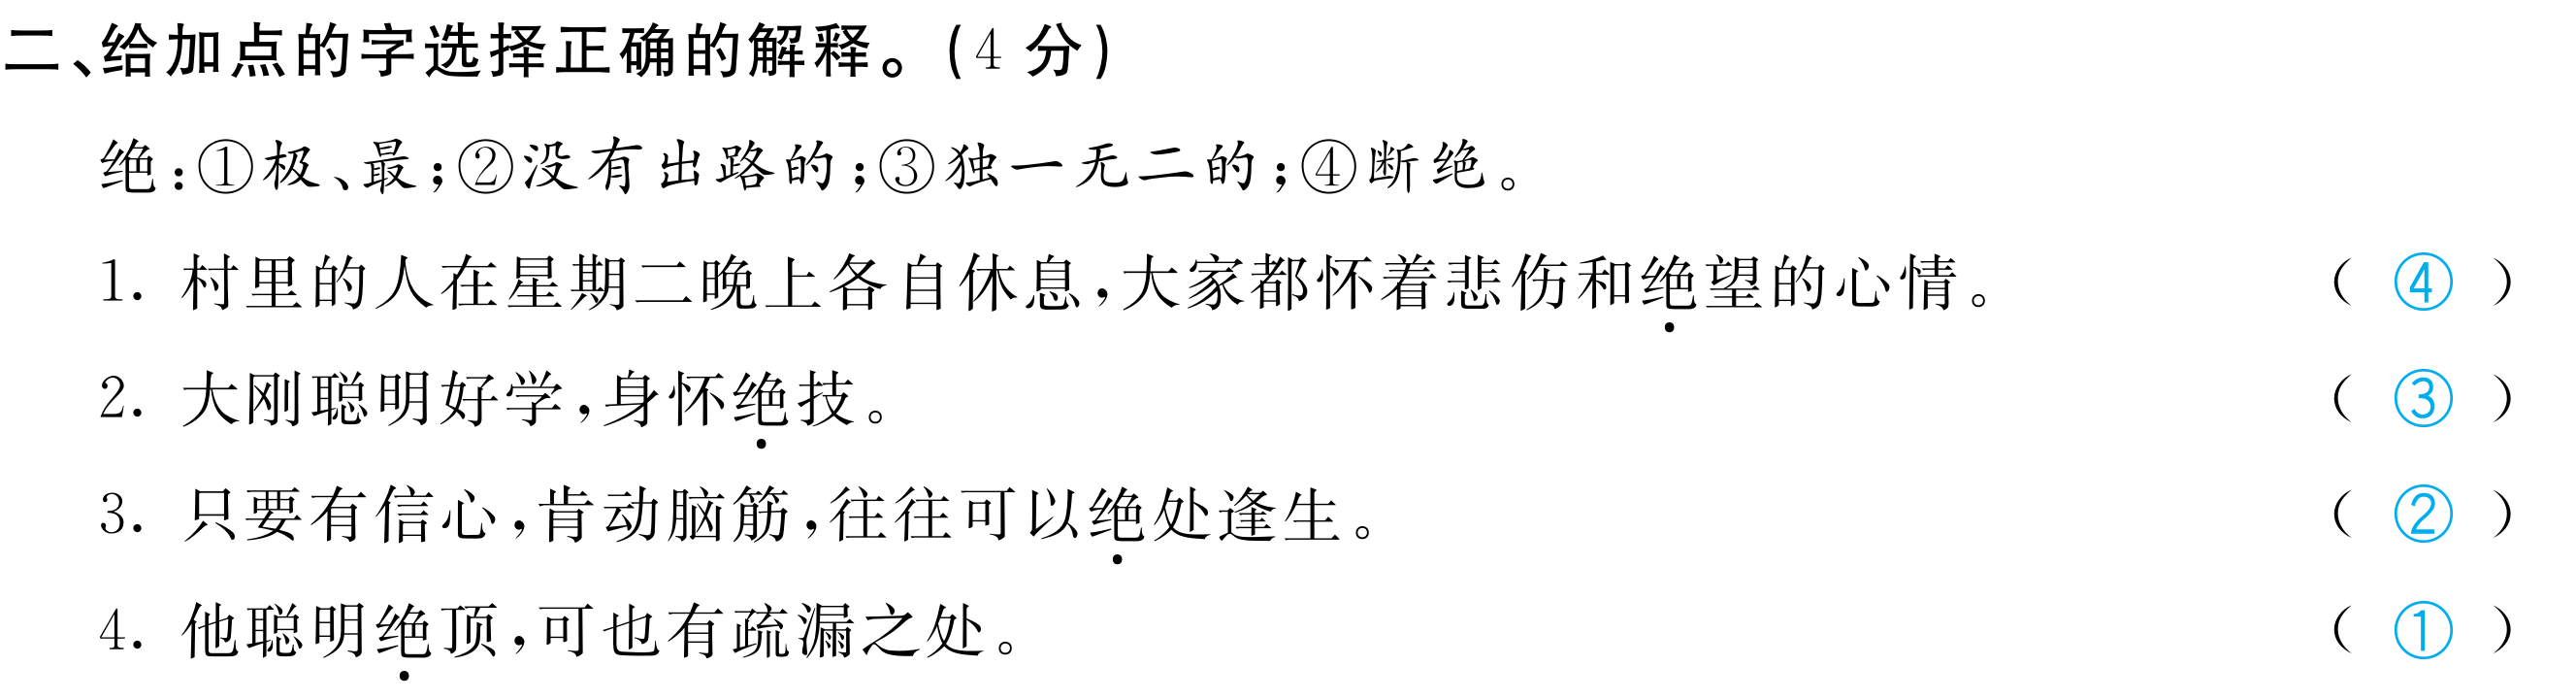 二、给加点的字选择正确的解释。(4 分)
绝:①极、最;②没有出路的;③独一无二的;④断绝。
1. 村里的人在星期二晚上各自休息,大家都怀着悲伤和绝望的心情。 ( ④ )
2. 大刚聪明好学,身怀绝技。 ( ③ )
3. 只要有信心,肯动脑筋,往往可以绝处逢生。 ( ② )
4. 他聪明绝顶,可也有疏漏之处。 ( ① )